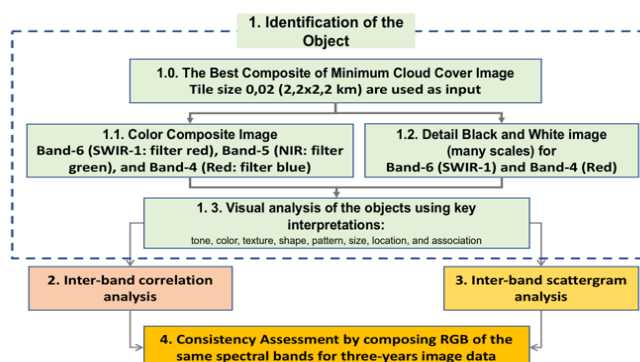 1. Identification of the
Object
1.0. The Best Composite of Minimum Cloud Cover Image
Tile size 0,02 (2,2x2,2 km) are used as input
1.1. Color Composite Image
Band-6 (SWIR-1: filter red), Band-5 (NIR: filter
green), and Band-4 (Red: filter blue)
1.2. Detail Black and White image
(many scales) for
Band-6 (SWIR-1) and Band-4 (Red)
1. 3. Visual analysis of the objects using key
interpretations:
tone, color, texture, shape, pattern, size, location, and association
2. Inter-band correlation
analysis
3. Inter-band scattergram
analysis
4. Consistency Assessment by composing RGB of the
same spectral bands for three-years image data